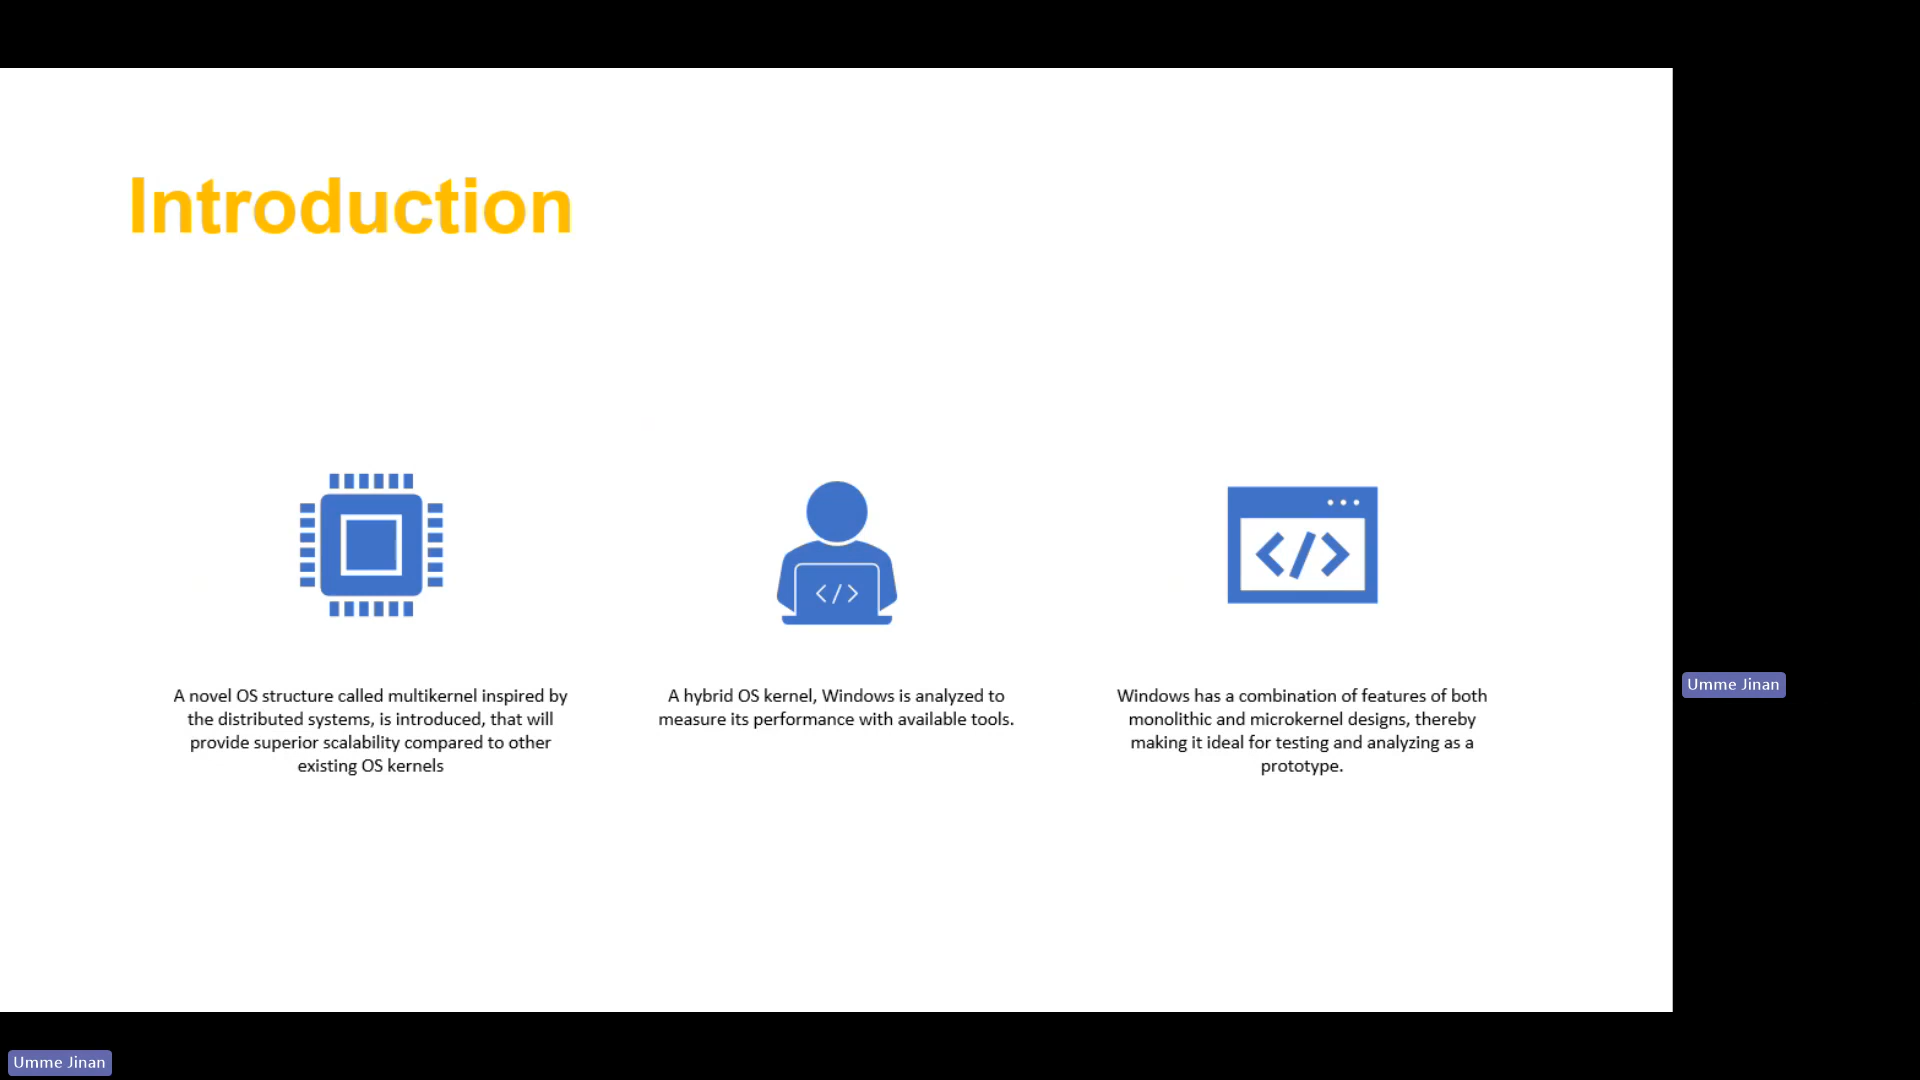 Introduction
A novel OS structure called multikernel inspired by
the distributed systems, is introduced, that will
provide superior scalability compared to other
existing OS kernels
A hybrid OS kernel, Windows is analyzed to
measure its performance with available tools.
Windows has a combination of features of both
monolithic and microkernel designs, thereby
making it ideal for testing and analyzing as a
prototype.
Umme Jinan
Umme Jinan